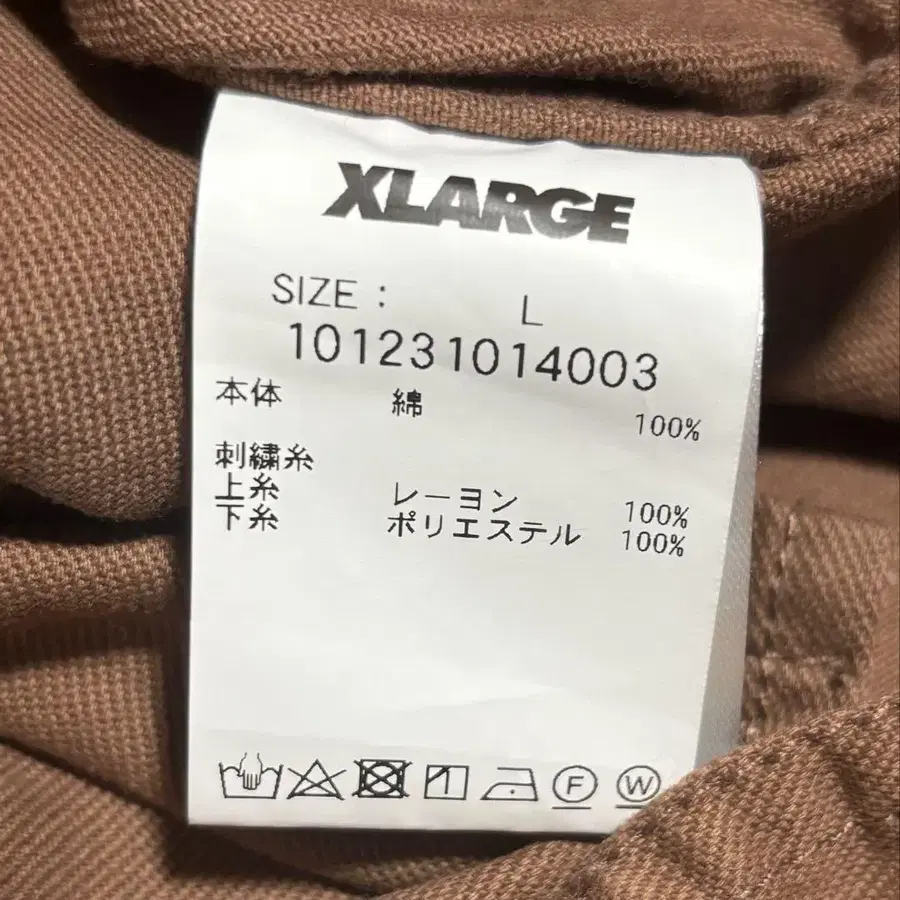 XLARGE
SIZE : L
101231014003
本体 綿 100%
刺繍糸
上糸 レーヨン 100%
下糸 ポリエステル 100%
F W